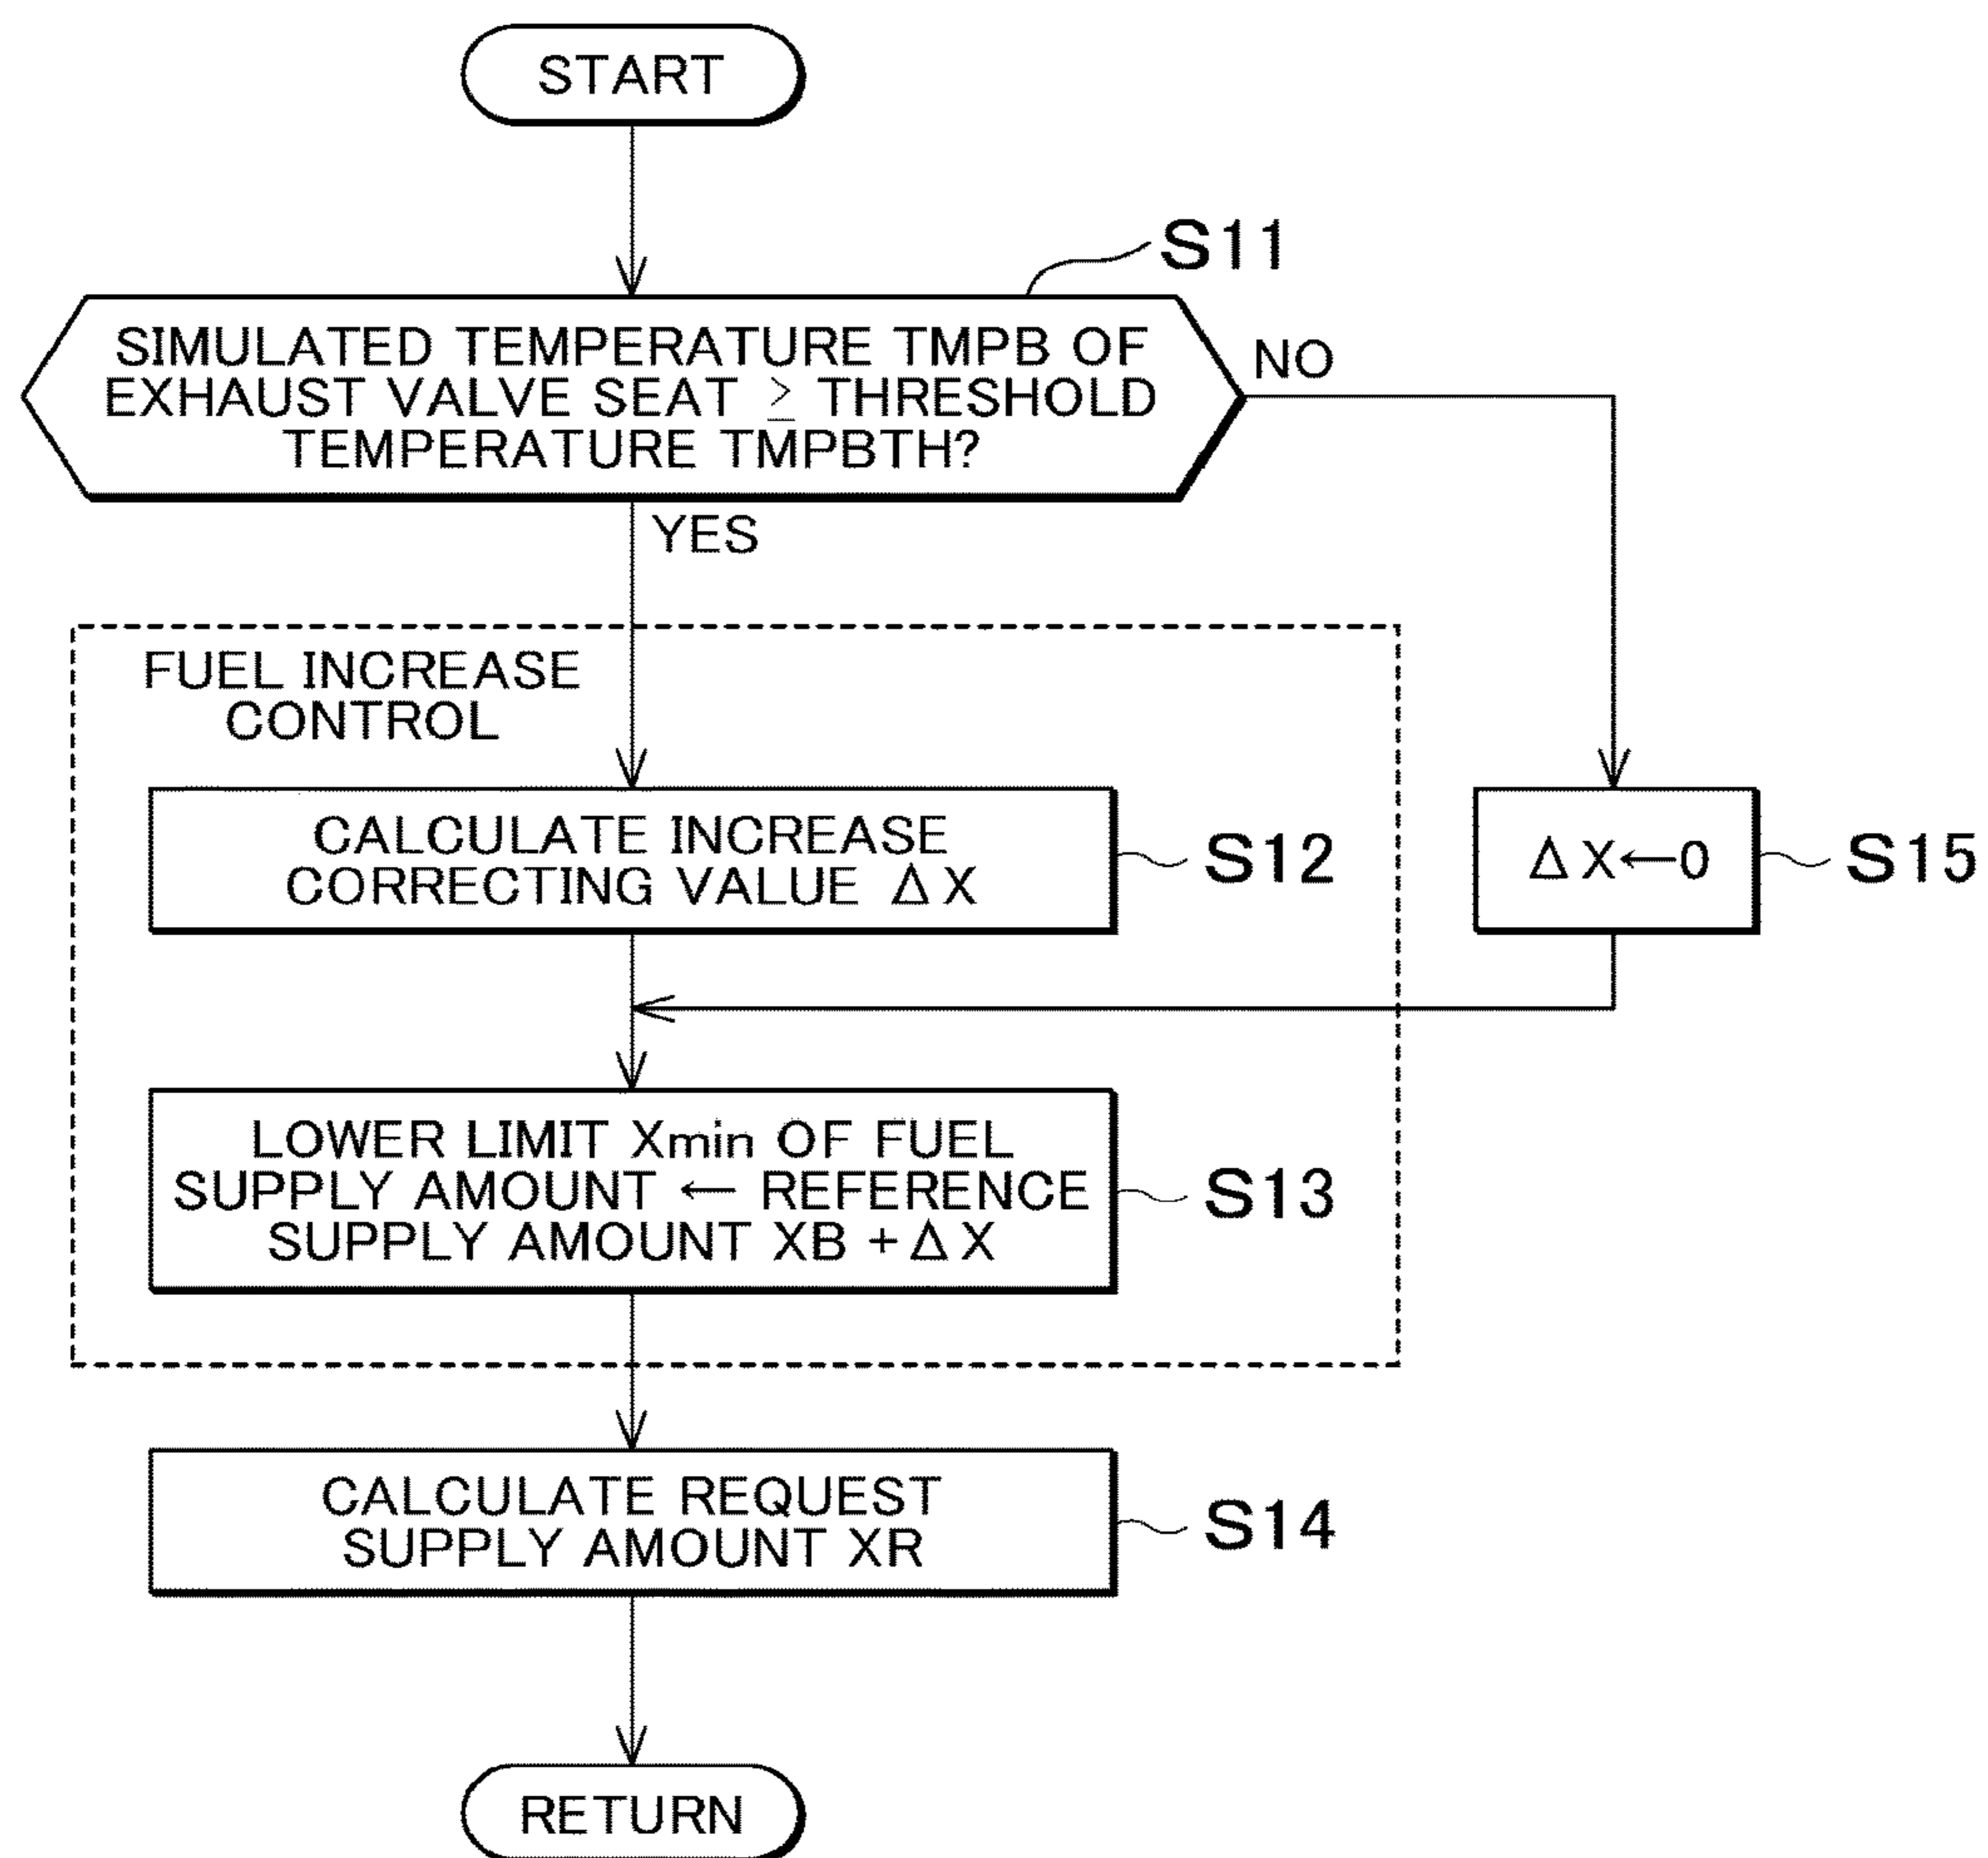 START
S11
SIMULATED TEMPERATURE TMPB OF
EXHAUST VALVE SEAT ≥ THRESHOLD
TEMPERATURE TMPBTH?
NO
YES
FUEL INCREASE
CONTROL
CALCULATE INCREASE
CORRECTING VALUE ΔX
S12
ΔX←0
S15
LOWER LIMIT Xmin OF FUEL
SUPPLY AMOUNT ← REFERENCE
SUPPLY AMOUNT XB + ΔX
S13
CALCULATE REQUEST
SUPPLY AMOUNT XR
S14
RETURN